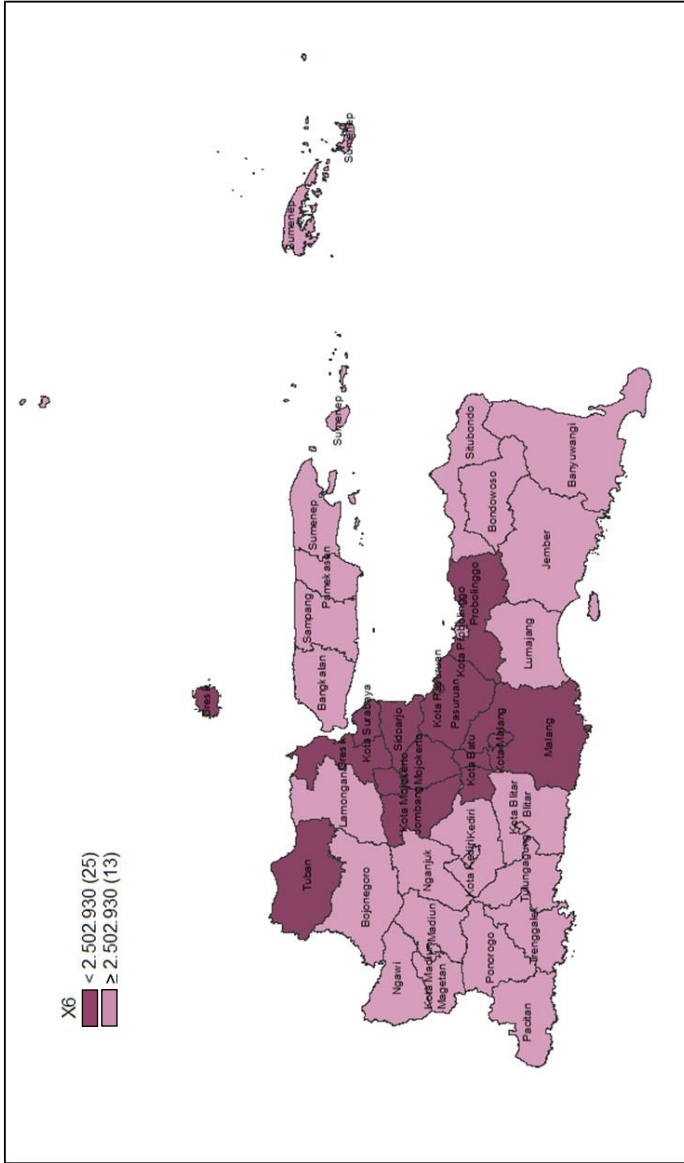 X6
< 2.502.930 (25)
≥ 2.502.930 (13)
Sumenep
Sumenep
Gresik
Sumenep
Sumenep
Pamekasan
Sampang
Bangkalan
Tuban
Lamongan
Gresik
Kota Surabaya
Bojonegoro
Sidoarjo
Kota Mojokerto
Mojokerto
Jombang
Ngawi
Nganjuk
Madiun
Kota Madiun
Magetan
Kota Pasuruan
Pasuruan
Kota Probolinggo
Probolinggo
Situbondo
Bondowoso
Banyuwangi
Jember
Lumajang
Kota Batu
Kota Malang
Malang
Kediri
Kota Kediri
Kota Blitar
Blitar
Tulungagung
Trenggalek
Ponorogo
Pacitan